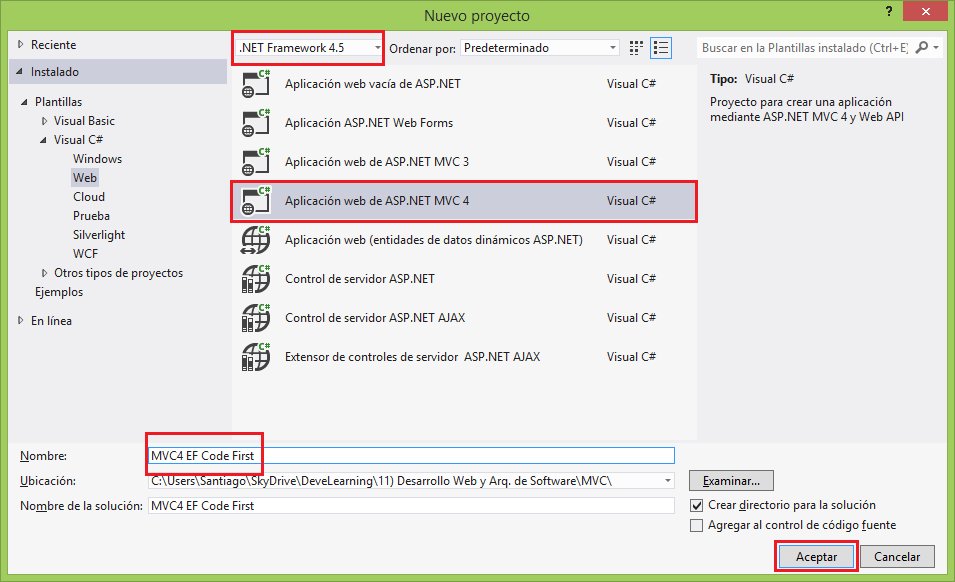 Nuevo proyecto
?
Reciente
Instalado
Plantillas
Visual Basic
Visual C#
Windows
Web
Cloud
Prueba
Silverlight
WCF
Otros tipos de proyectos
Ejemplos
En línea
.NET Framework 4.5
Ordenar por: Predeterminado
C# Aplicación web vacía de ASP.NET Visual C#
C# Aplicación ASP.NET Web Forms Visual C#
C# Aplicación web de ASP.NET MVC 3 Visual C#
C# Aplicación web de ASP.NET MVC 4 Visual C#
C# Aplicación web (entidades de datos dinámicos ASP.NET) Visual C#
C# Control de servidor ASP.NET Visual C#
C# Control de servidor ASP.NET AJAX Visual C#
C# Extensor de controles de servidor ASP.NET AJAX Visual C#
Buscar en la Plantillas instalado (Ctrl+E)
Tipo: Visual C#
Proyecto para crear una aplicación
mediante ASP.NET MVC 4 y Web API
Nombre: MVC4 EF Code First
Ubicación: C:\Users\Santiago\SkyDrive\DeveLearning\11) Desarrollo Web y Arq. de Software\MVC\
Examinar...
Nombre de la solución: MVC4 EF Code First
Crear directorio para la solución
Agregar al control de código fuente
Aceptar Cancelar